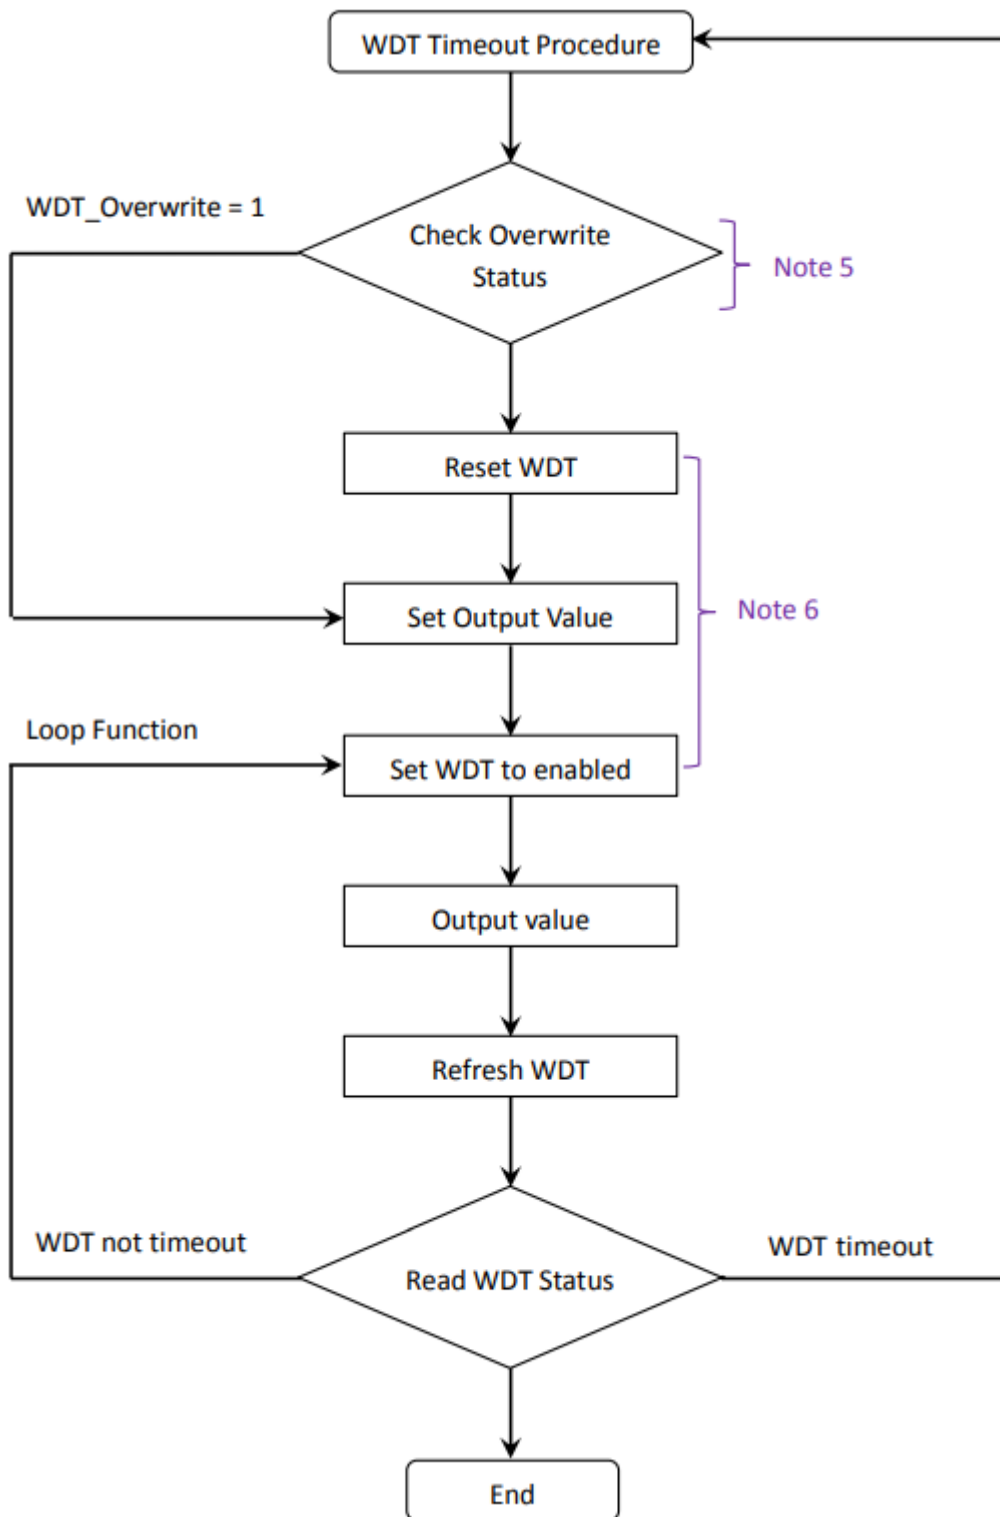 WDT Timeout Procedure
WDT_Overwrite = 1
Check Overwrite
Status
Note 5
Reset WDT
Set Output Value
Note 6
Loop Function
Set WDT to enabled
Output value
Refresh WDT
WDT not timeout
Read WDT Status
WDT timeout
End